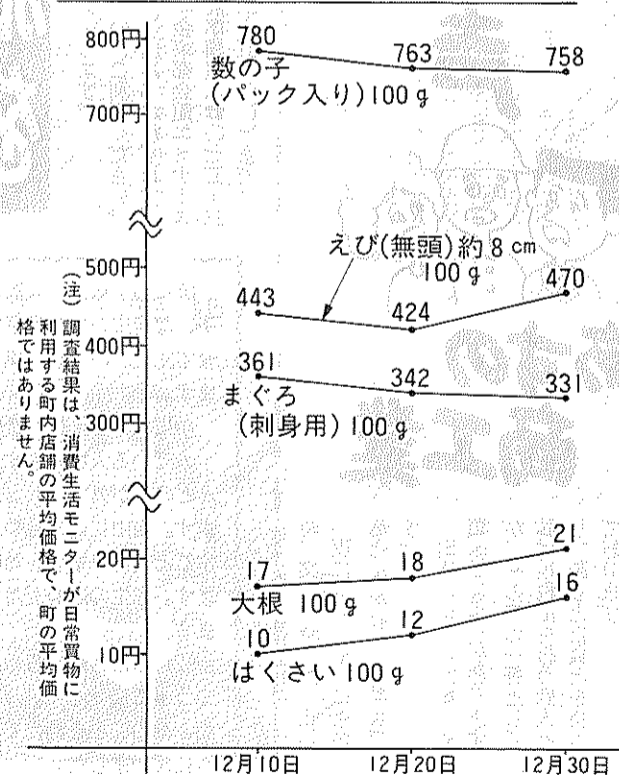 800円
700円
500円
400円
300円
20円
10円
780
763
758
数の子
(パック入り)100g
えび(無頭)約8cm
100g
443
424
470
361
342
331
まぐろ
(刺身用)100g
17
18
21
大根 100g
10
12
16
はくさい100g
12月10日
12月20日
12月30日
(注) 調査結果は、消費生活モニターが日常買物に
利用する町内店舗の平均価格で、町の平均価
格ではありません。